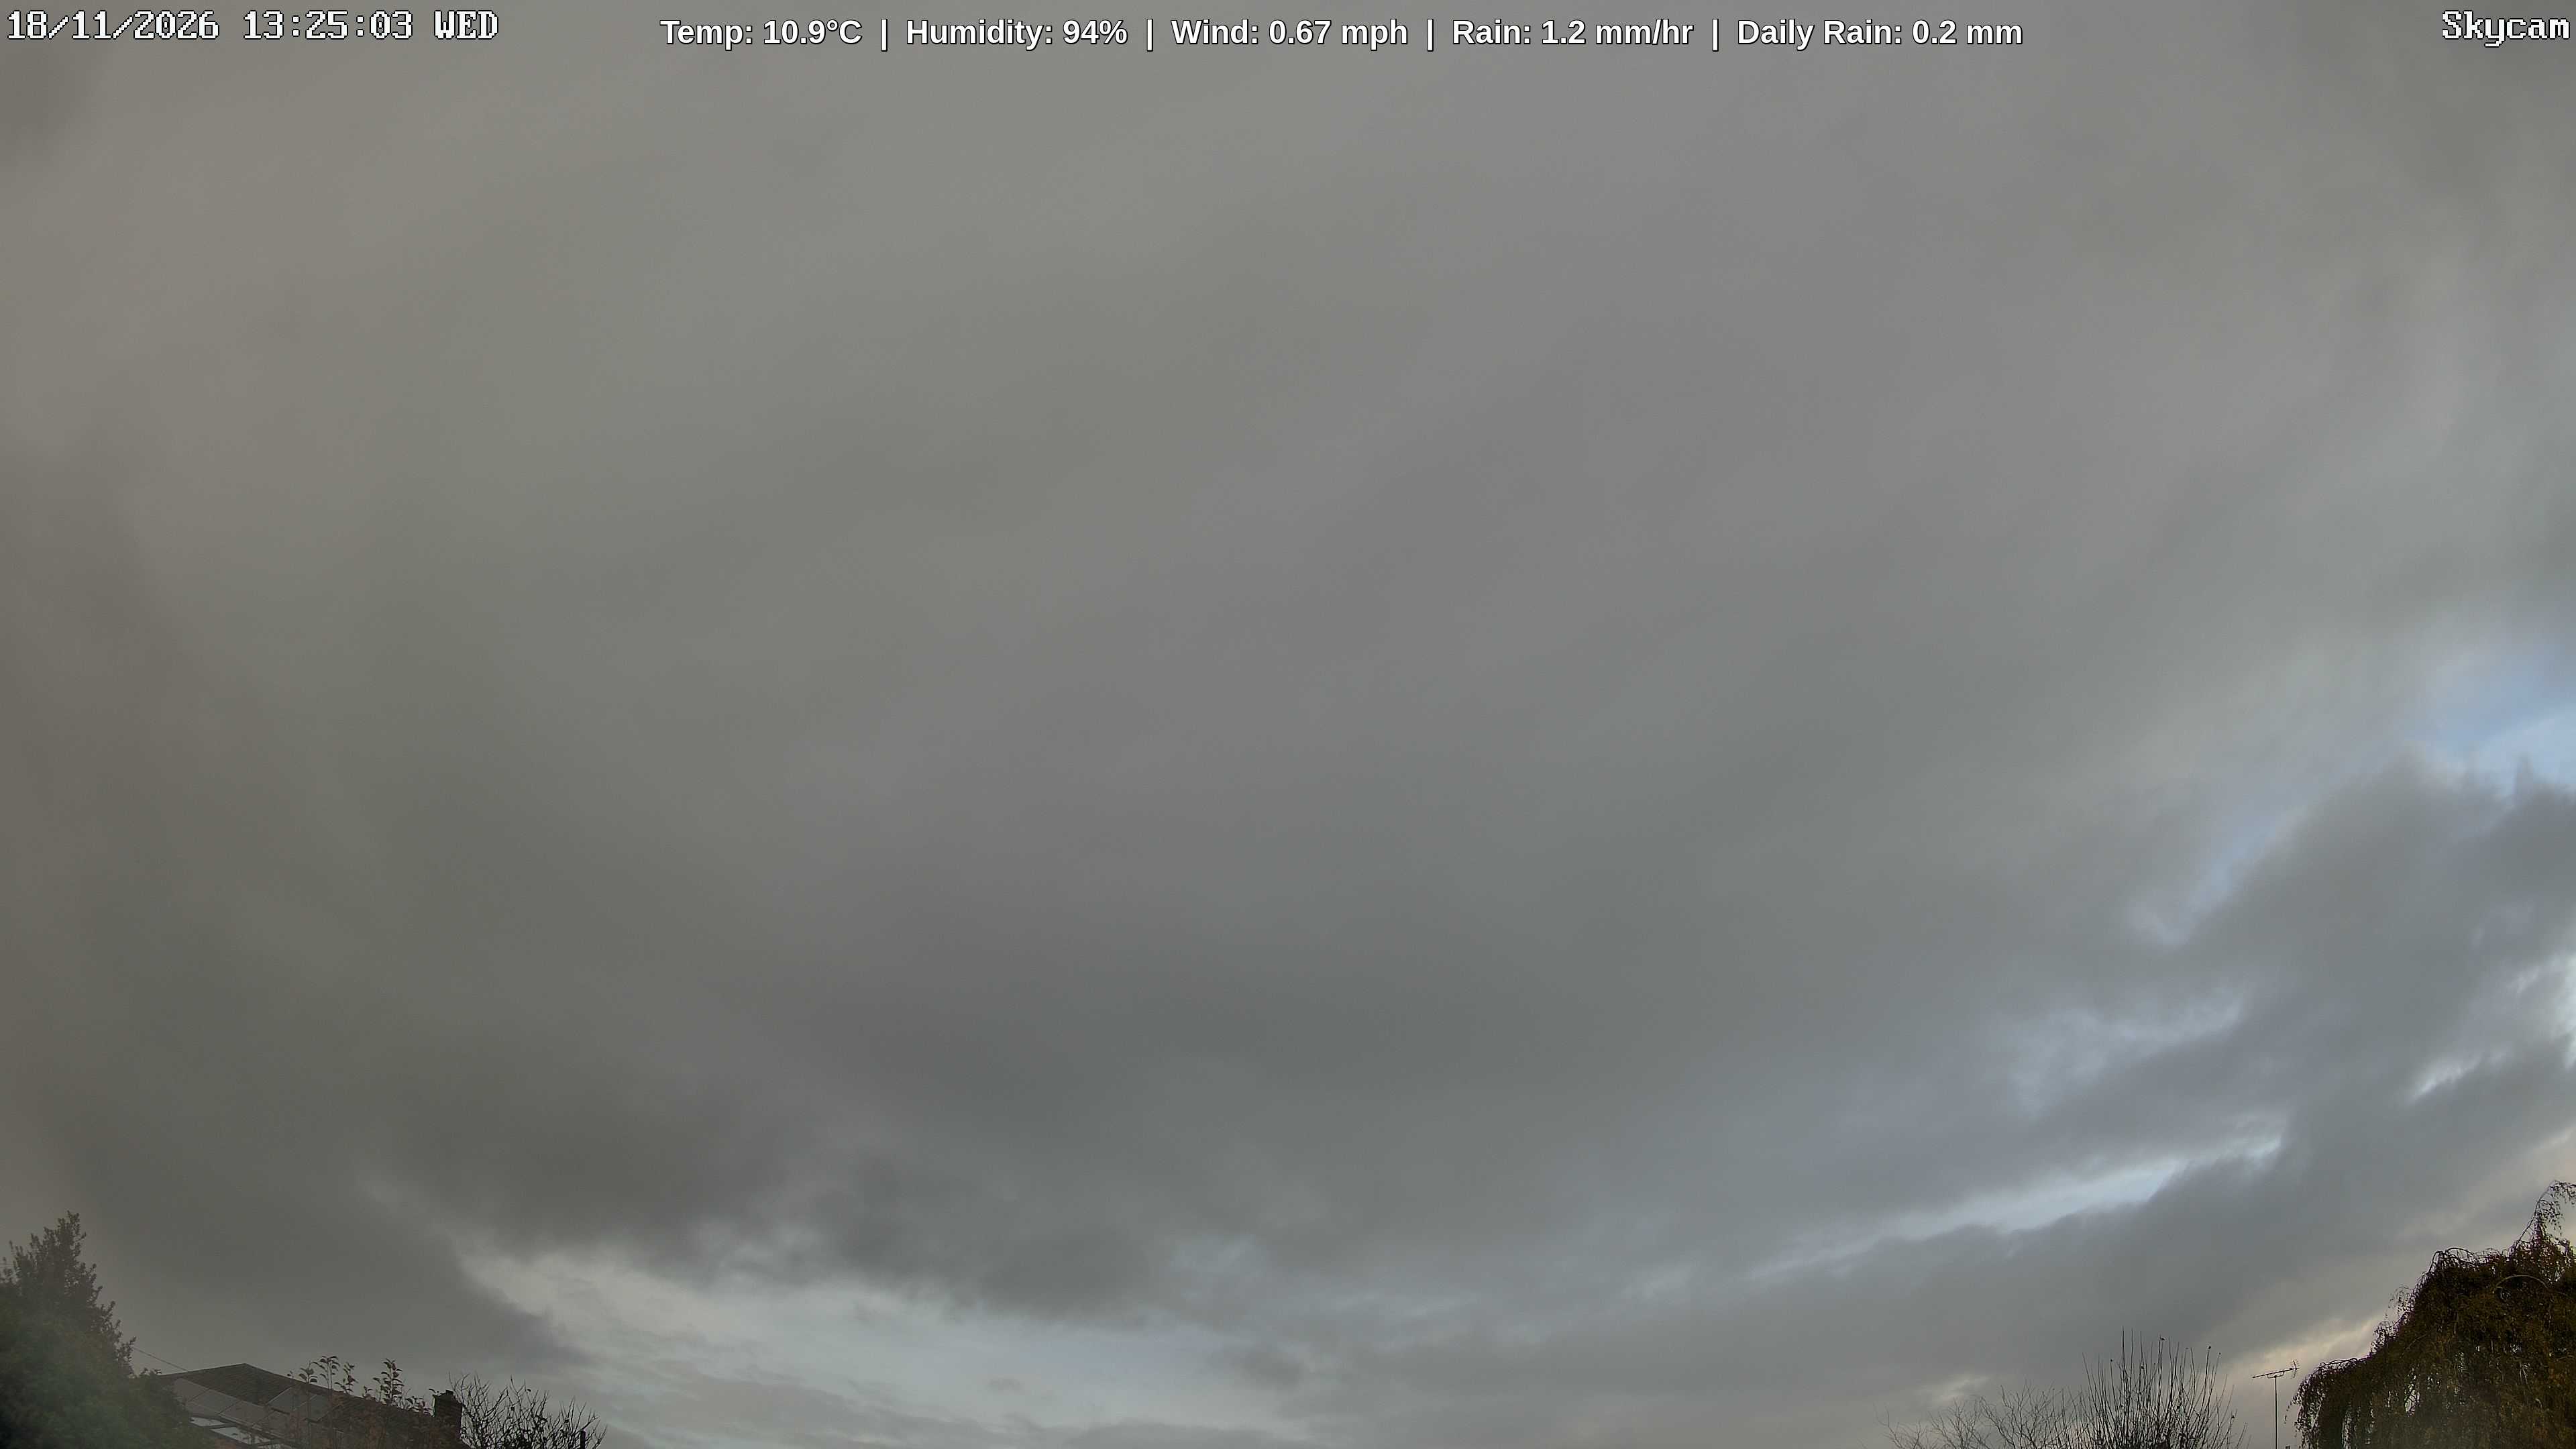 18/11/2026 13:25:03 WED
Temp: 10.9°C | Humidity: 94% | Wind: 0.67 mph | Rain: 1.2 mm/hr | Daily Rain: 0.2 mm
Skycam